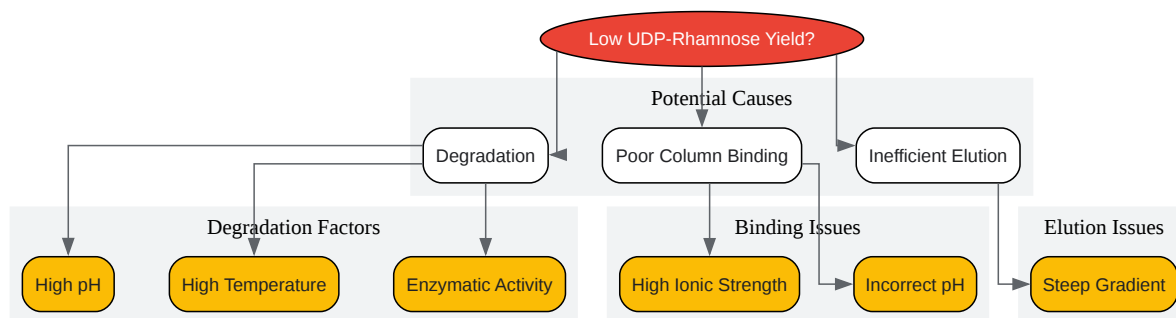 Low UDP-Rhamnose Yield?
Potential Causes
Degradation
Poor Column Binding
Inefficient Elution
Degradation Factors
Binding Issues
Elution Issues
High pH
High Temperature
Enzymatic Activity
High Ionic Strength
Incorrect pH
Steep Gradient